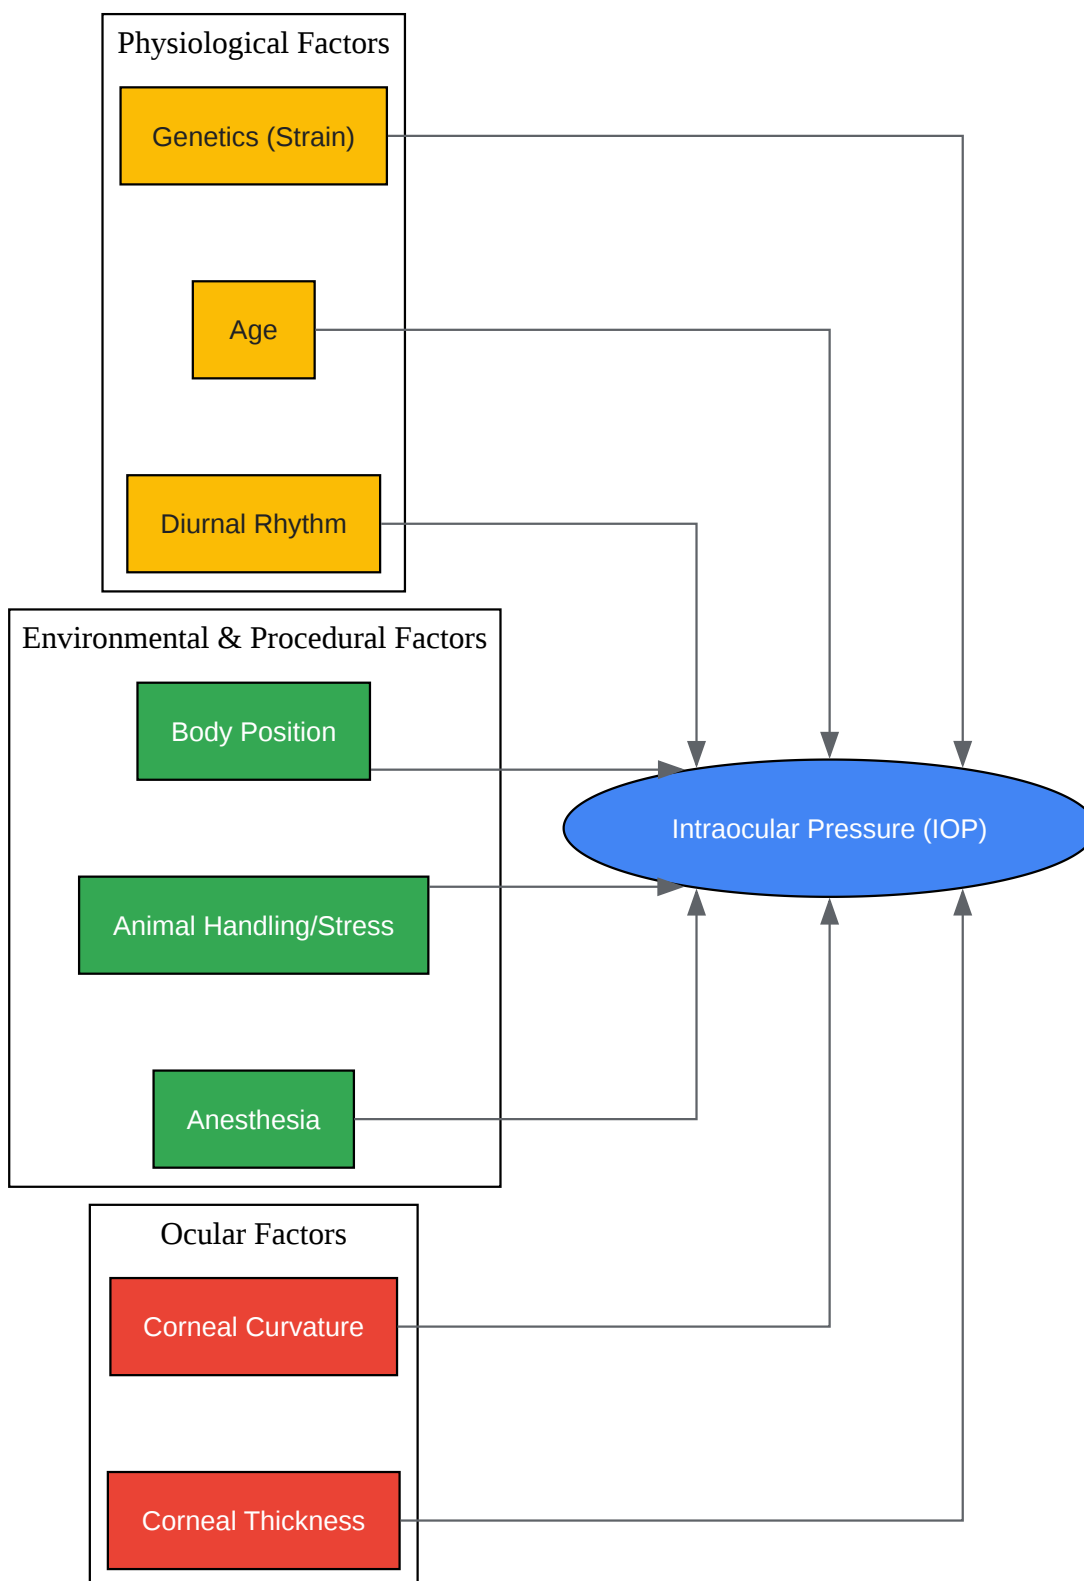 Physiological Factors
Genetics (Strain)
Age
Diurnal Rhythm
Environmental & Procedural Factors
Body Position
Animal Handling/Stress
Anesthesia
Intraocular Pressure (IOP)
Ocular Factors
Corneal Curvature
Corneal Thickness